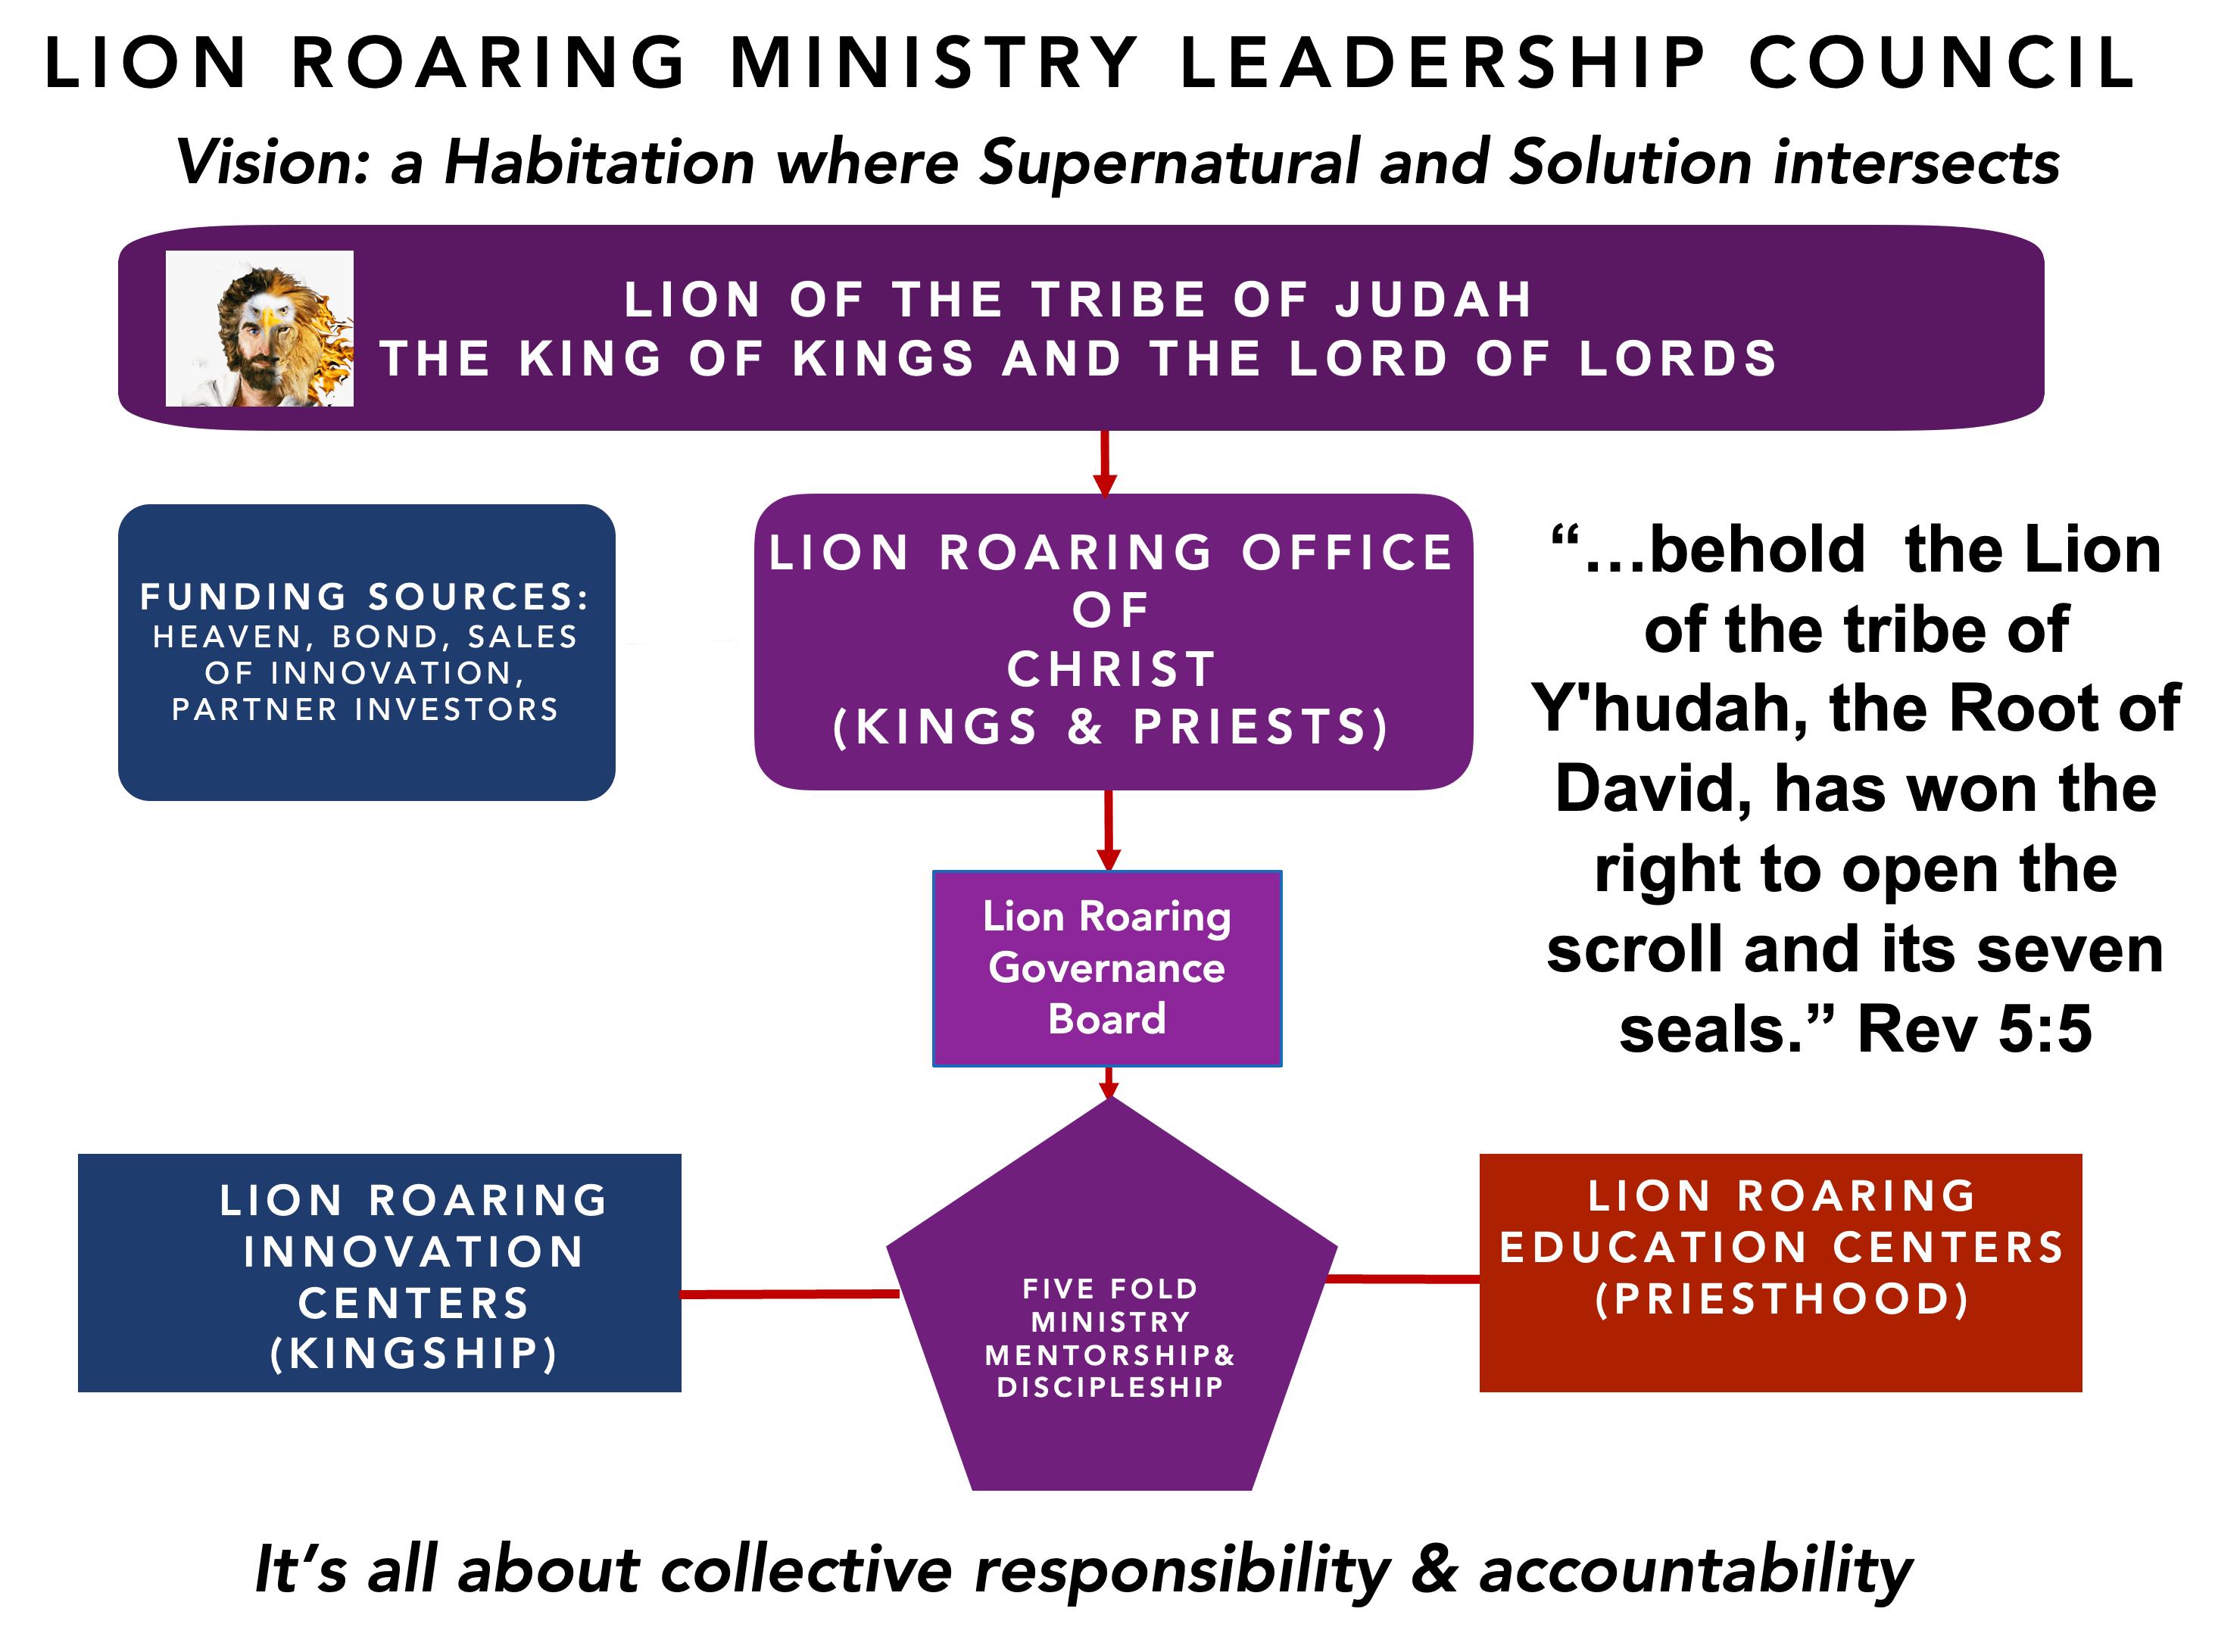 LION ROARING MINISTRY LEADERSHIP COUNCIL
Vision: a Habitation where Supernatural and Solution intersects
LION OF THE TRIBE OF JUDAH
THE KING OF KINGS AND THE LORD OF LORDS
FUNDING SOURCES:
HEAVEN, BOND, SALES
OF INNOVATION,
PARTNER INVESTORS
LION ROARING OFFICE
OF
CHRIST
(KINGS & PRIESTS)
“…behold the Lion
of the tribe of
Y'hudah, the Root of
David, has won the
right to open the
scroll and its seven
seals.” Rev 5:5
Lion Roaring
Governance
Board
LION ROARING
INNOVATION
CENTERS
(KINGSHIP)
FIVE FOLD
MINISTRY
MENTORSHIP&
DISCIPLESHIP
LION ROARING
EDUCATION CENTERS
(PRIESTHOOD)
It’s all about collective responsibility & accountability